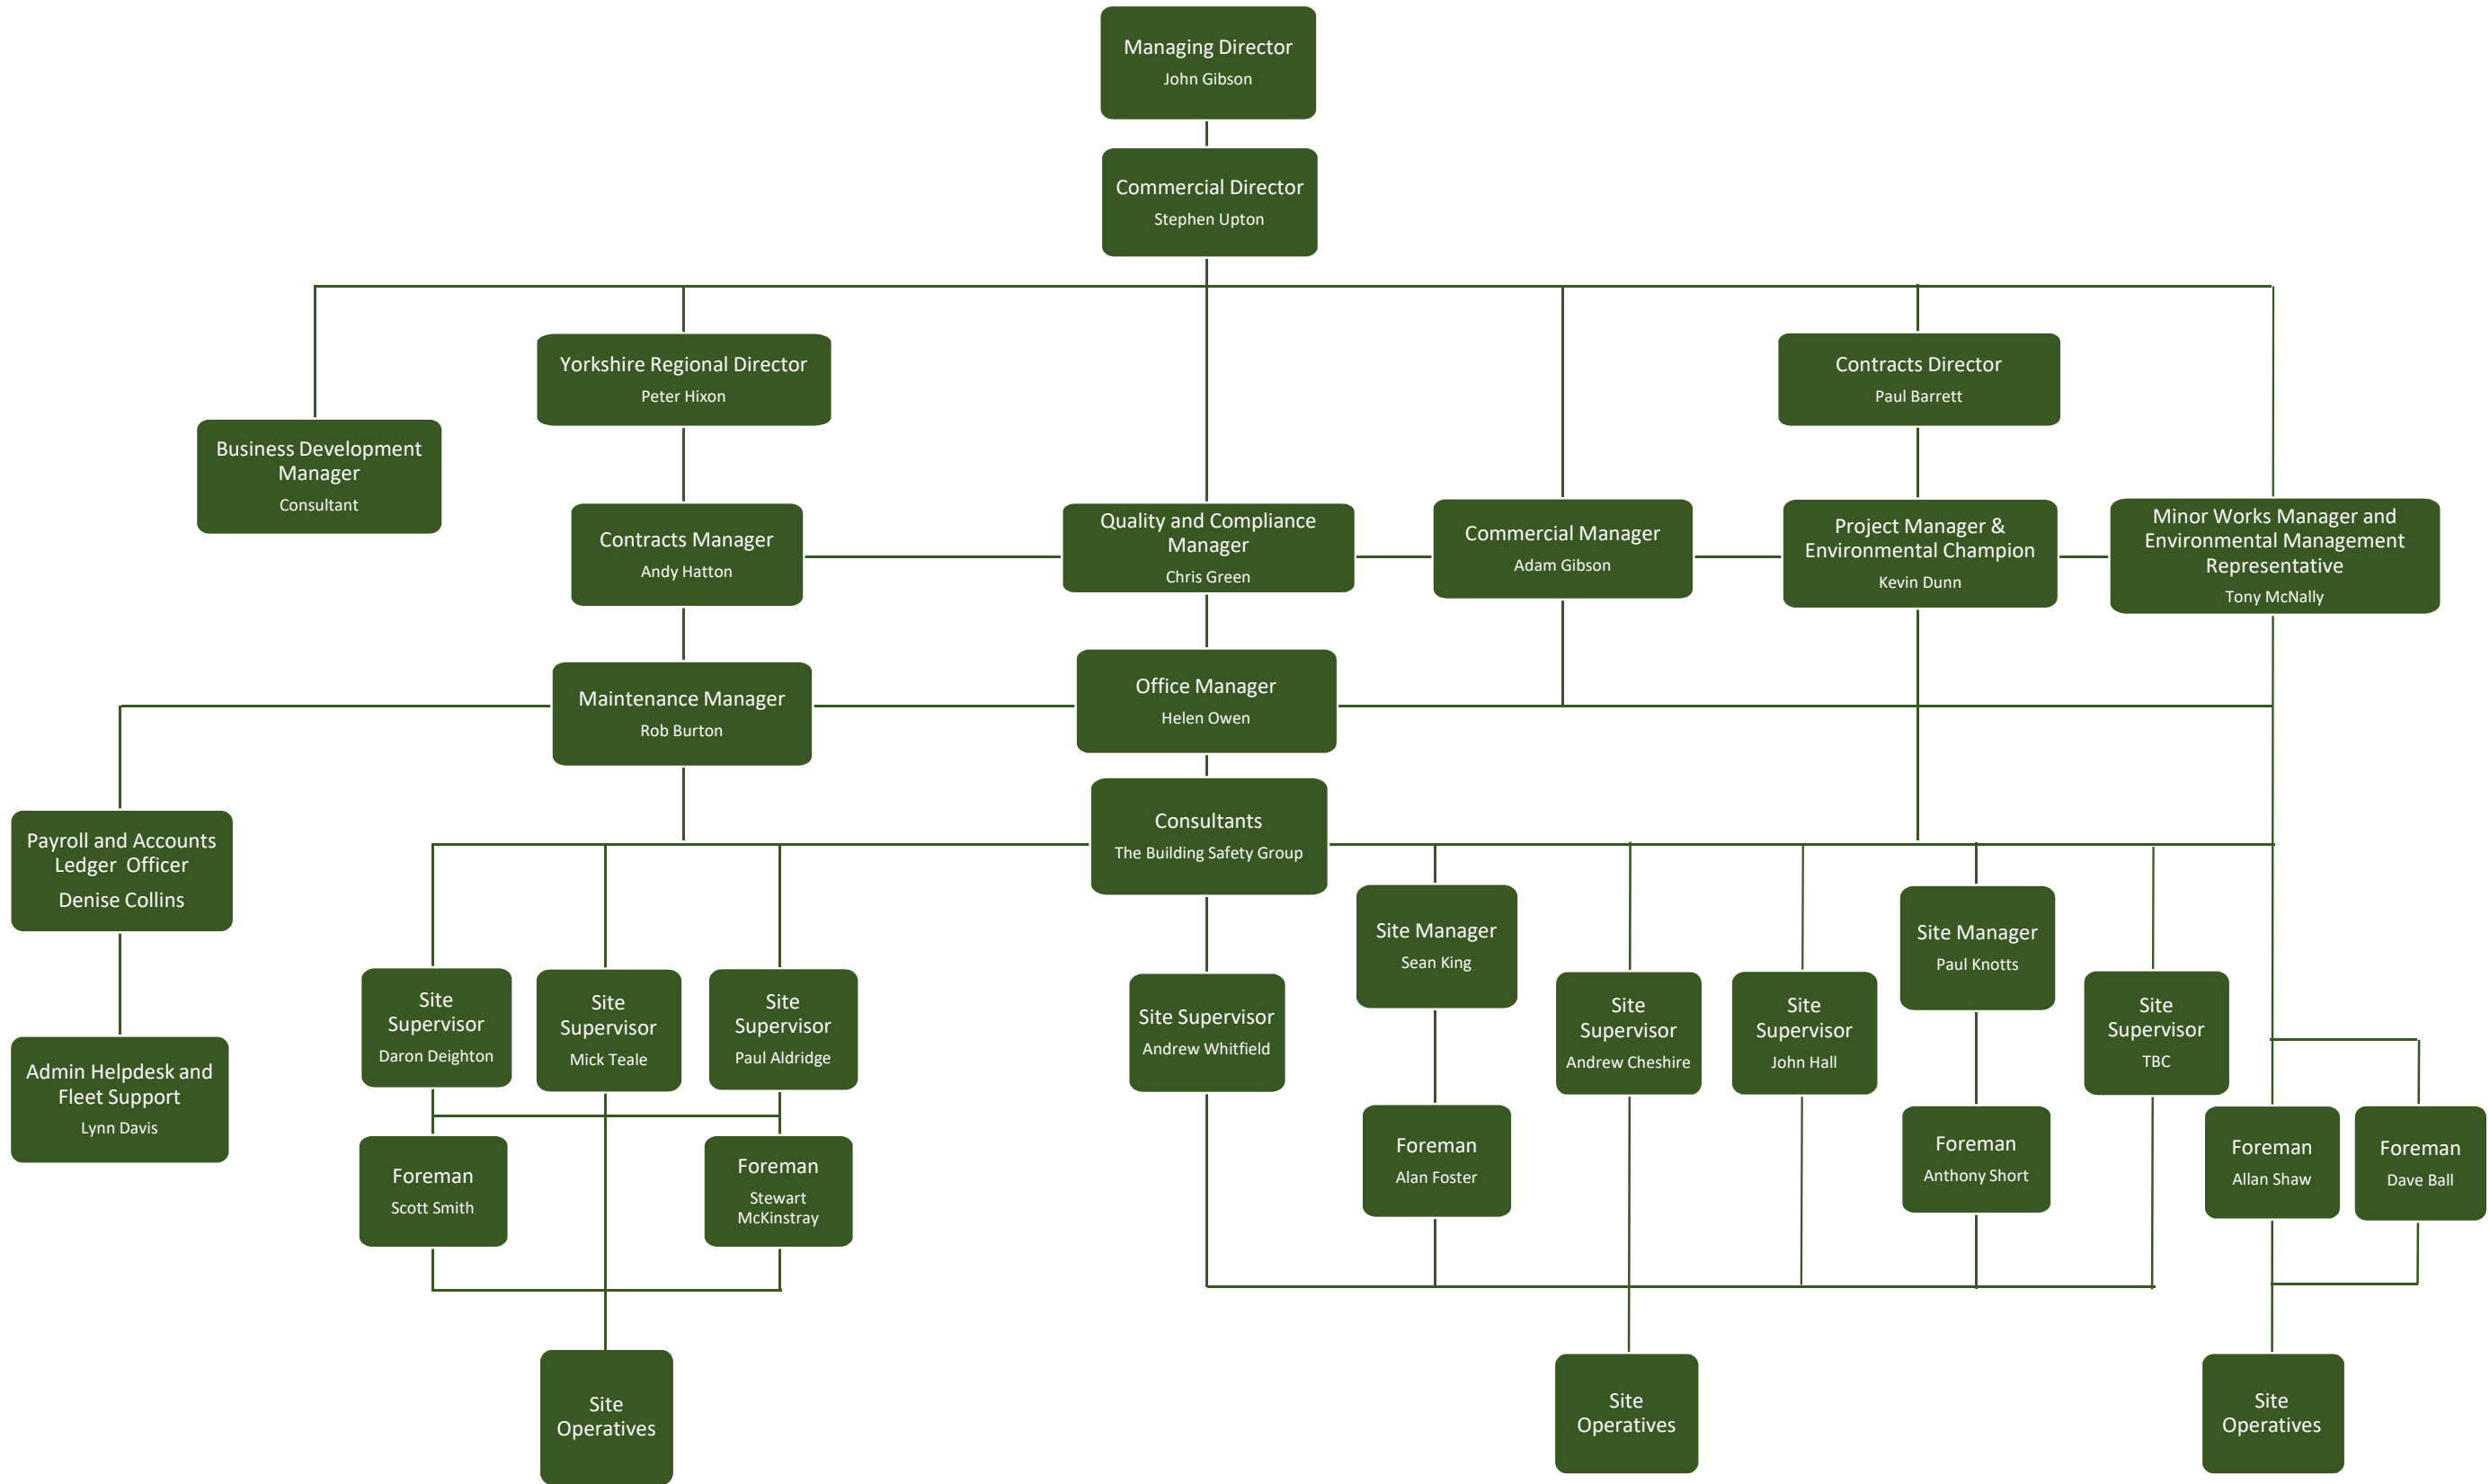 Managing Director
John Gibson
Commercial Director
Stephen Upton
Yorkshire Regional Director
Peter Hixon
Contracts Director
Paul Barrett
Business Development
Manager
Consultant
Contracts Manager
Andy Hatton
Quality and Compliance
Manager
Chris Green
Commercial Manager
Adam Gibson
Project Manager &
Environmental Champion
Kevin Dunn
Minor Works Manager and
Environmental Management
Representative
Tony McNally
Maintenance Manager
Rob Burton
Office Manager
Helen Owen
Consultants
The Building Safety Group
Payroll and Accounts
Ledger  Officer
Denise Collins
Admin Helpdesk and
Fleet Support
Lynn Davis
Site
Supervisor
Daron Deighton
Site
Supervisor
Mick Teale
Site
Supervisor
Paul Aldridge
Site Supervisor
Andrew Whitfield
Site Manager
Sean King
Site
Supervisor
Andrew Cheshire
Site
Supervisor
John Hall
Site Manager
Paul Knotts
Site
Supervisor
TBC
Foreman
Scott Smith
Foreman
Stewart
McKinstray
Foreman
Alan Foster
Foreman
Anthony Short
Foreman
Allan Shaw
Foreman
Dave Ball
Site
Operatives
Site
Operatives
Site
Operatives